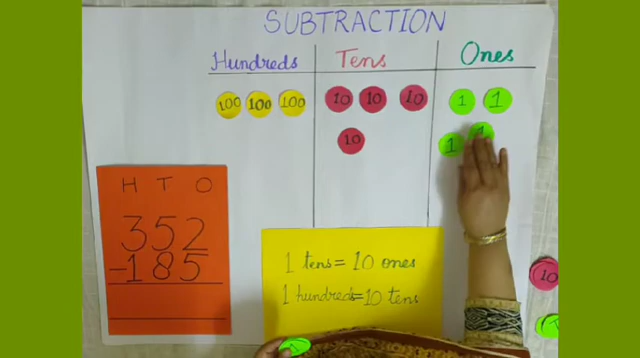 SUBTRACTION
Hundreds Tens Ones
100 100 100 10 10 10 1 1
10 1 1
H T O
352
-185
1 tens = 10 ones
1 hundreds=10 tens
10